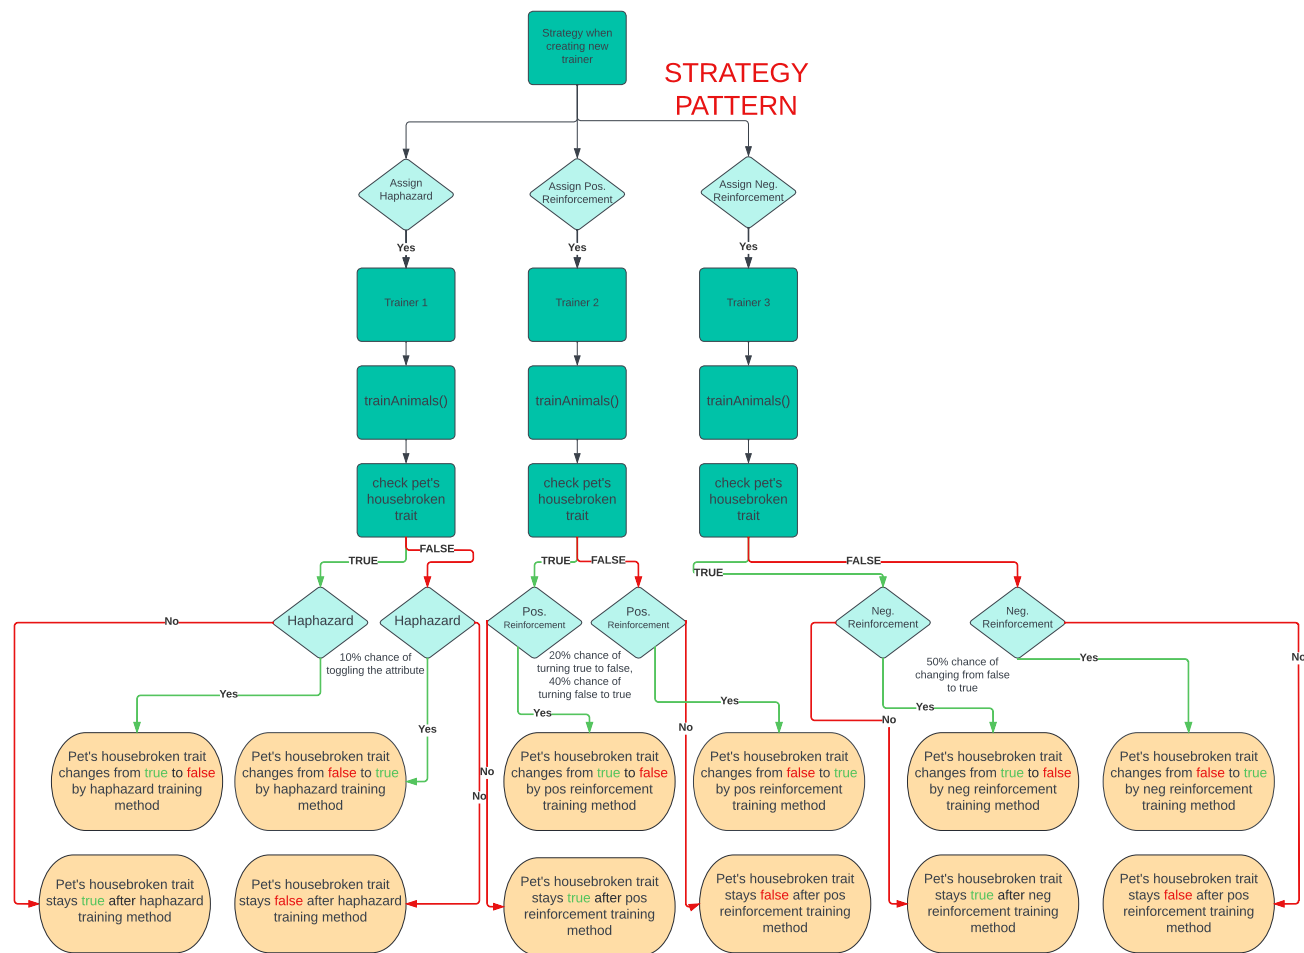 Strategy when
creating new
trainer
STRATEGY
PATTERN
Assign
Haphazard
Assign Pos.
Reinforcement
Assign Neg.
Reinforcement
Yes
Yes
Yes
Trainer 1
Trainer 2
Trainer 3
trainAnimals()
trainAnimals()
trainAnimals()
check pet's
housebroken
trait
check pet's
housebroken
trait
check pet's
housebroken
trait
TRUE
FALSE
TRUE
FALSE
TRUE
FALSE
Haphazard
Haphazard
Pos.
Reinforcement
Pos.
Reinforcement
Neg.
Reinforcement
Neg.
Reinforcement
No
10% chance of
toggling the attribute
20% chance of
turning true to false,
40% chance of
turning false to true
50% chance of
changing from false
to true
Yes
No
Yes
Yes
Yes
Yes
Yes
No
No
No
No
Pet's housebroken trait
changes from true to false
by haphazard training
method
Pet's housebroken trait
changes from false to true
by haphazard training
method
Pet's housebroken trait
changes from true to false
by pos reinforcement
training method
Pet's housebroken trait
changes from false to true
by pos reinforcement
training method
Pet's housebroken trait
changes from true to false
by neg reinforcement
training method
Pet's housebroken trait
changes from false to true
by neg reinforcement
training method
Pet's housebroken trait
stays true after haphazard
training method
Pet's housebroken trait
stays false after haphazard
training method
Pet's housebroken trait
stays true after pos
reinforcement training
method
Pet's housebroken trait
stays false after pos
reinforcement training
method
Pet's housebroken trait
stays true after neg
reinforcement training
method
Pet's housebroken trait
stays false after pos
reinforcement training
method